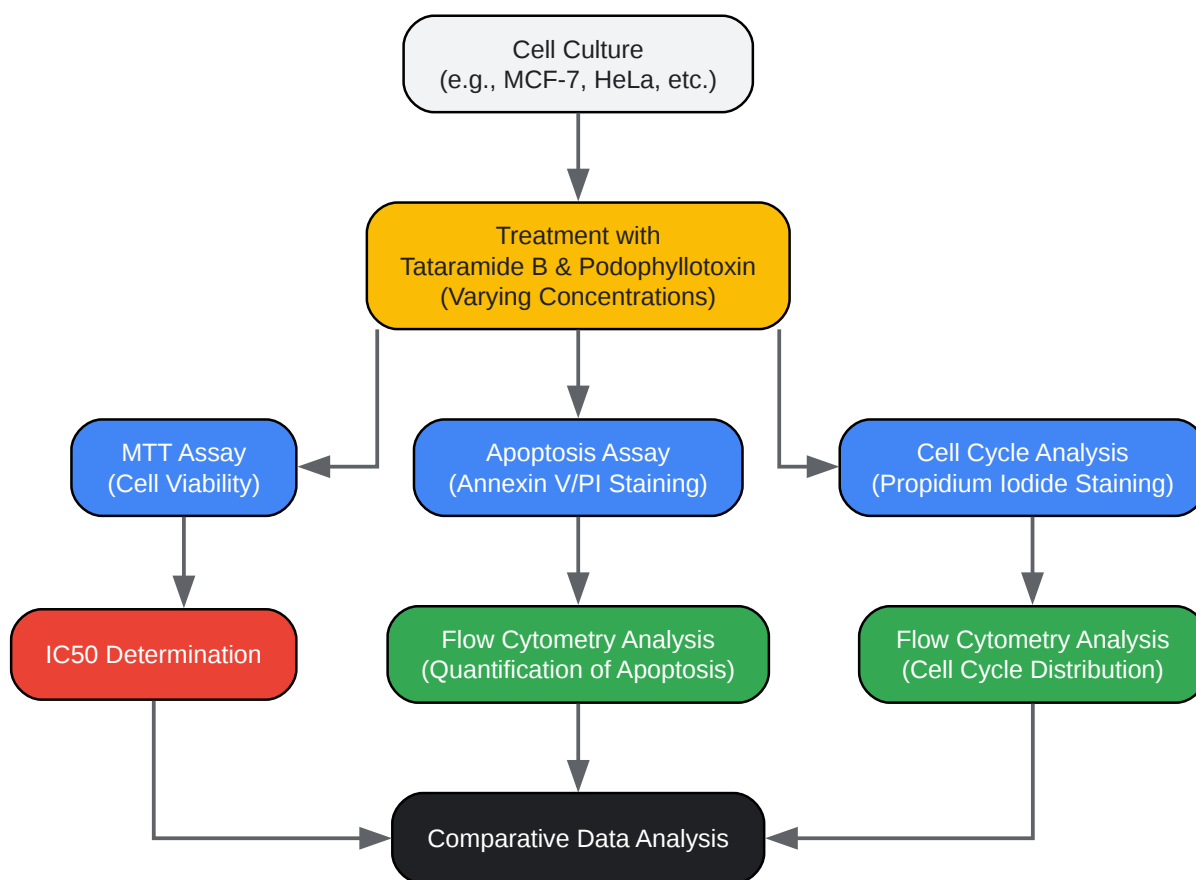 Cell Culture
(e.g., MCF-7, HeLa, etc.)
Treatment with
Tataramide B & Podophyllotoxin
(Varying Concentrations)
MTT Assay
(Cell Viability)
Apoptosis Assay
(Annexin V/PI Staining)
Cell Cycle Analysis
(Propidium Iodide Staining)
IC50 Determination
Flow Cytometry Analysis
(Quantification of Apoptosis)
Flow Cytometry Analysis
(Cell Cycle Distribution)
Comparative Data Analysis